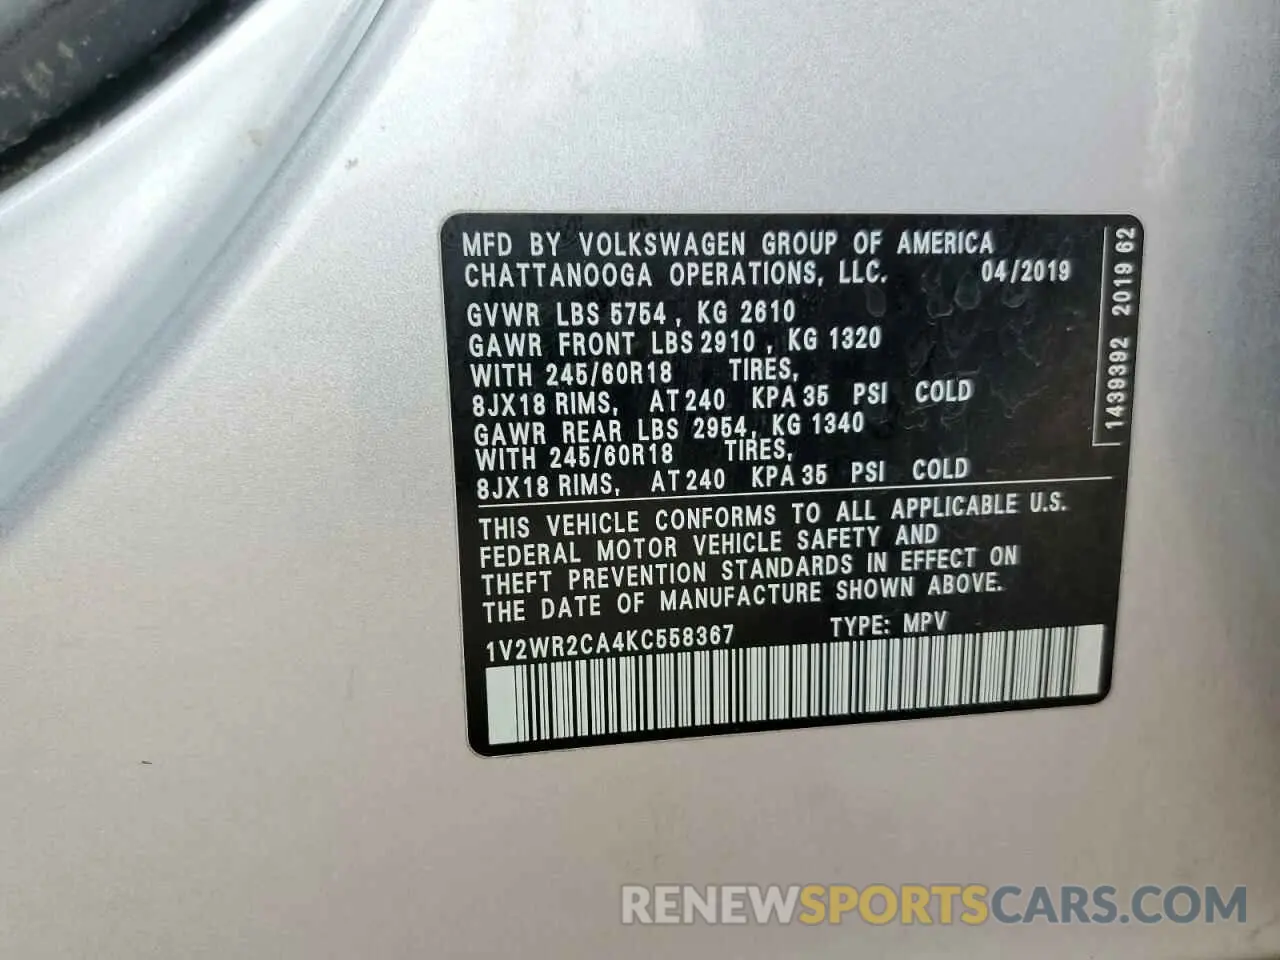 MFD BY VOLKSWAGEN GROUP OF AMERICA
CHATTANOOGA OPERATIONS, LLC. 04/2019
GVWR LBS 5754, KG 2610
GAWR FRONT LBS 2910, KG 1320
WITH 245/60R18 TIRES,
8JX18 RIMS, AT 240 KPA 35 PSI COLD
GAWR REAR LBS 2954, KG 1340
WITH 245/60R18 TIRES,
8JX18 RIMS, AT 240 KPA 35 PSI COLD
THIS VEHICLE CONFORMS TO ALL APPLICABLE U.S.
FEDERAL MOTOR VEHICLE SAFETY AND
THEFT PREVENTION STANDARDS IN EFFECT ON
THE DATE OF MANUFACTURE SHOWN ABOVE.
1V2WR2CA4KC558367 TYPE: MPV
1439392 2019 62
RENEWSPORTSCARS.COM